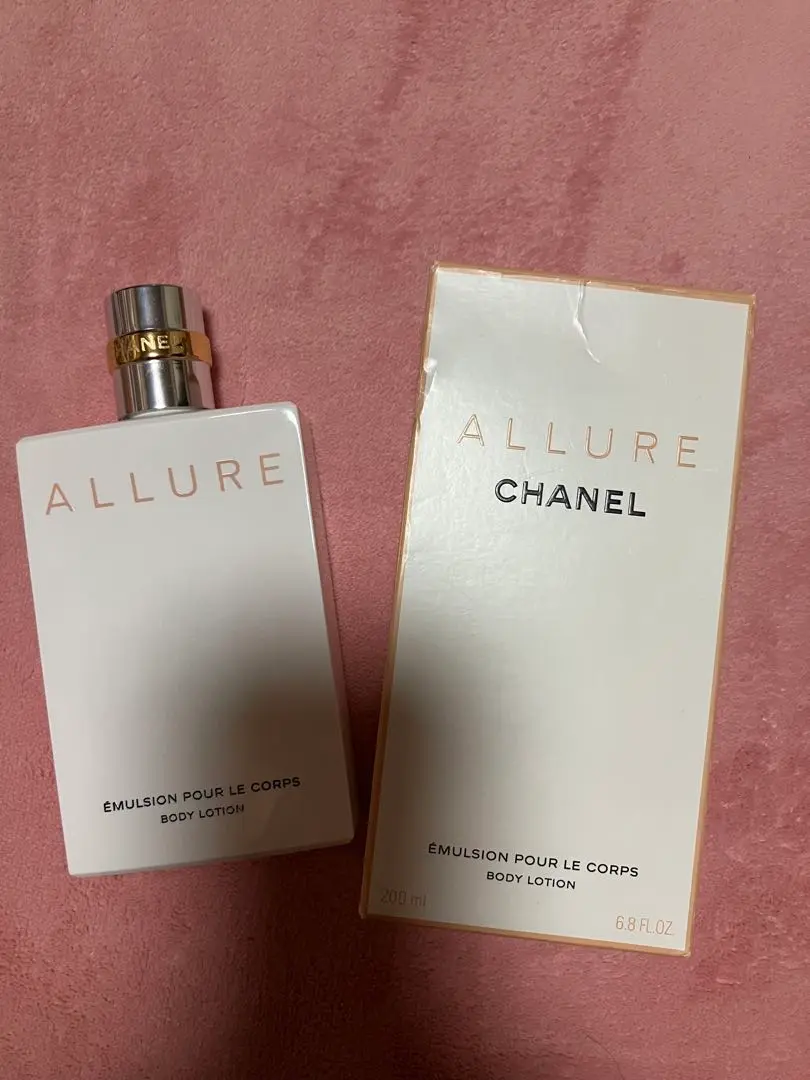 CHANEL
ALLURE
ÉMULSION POUR LE CORPS
BODY LOTION
ALLURE
CHANEL
ÉMULSION POUR LE CORPS
BODY LOTION
200 ml
6.8 FL.OZ.